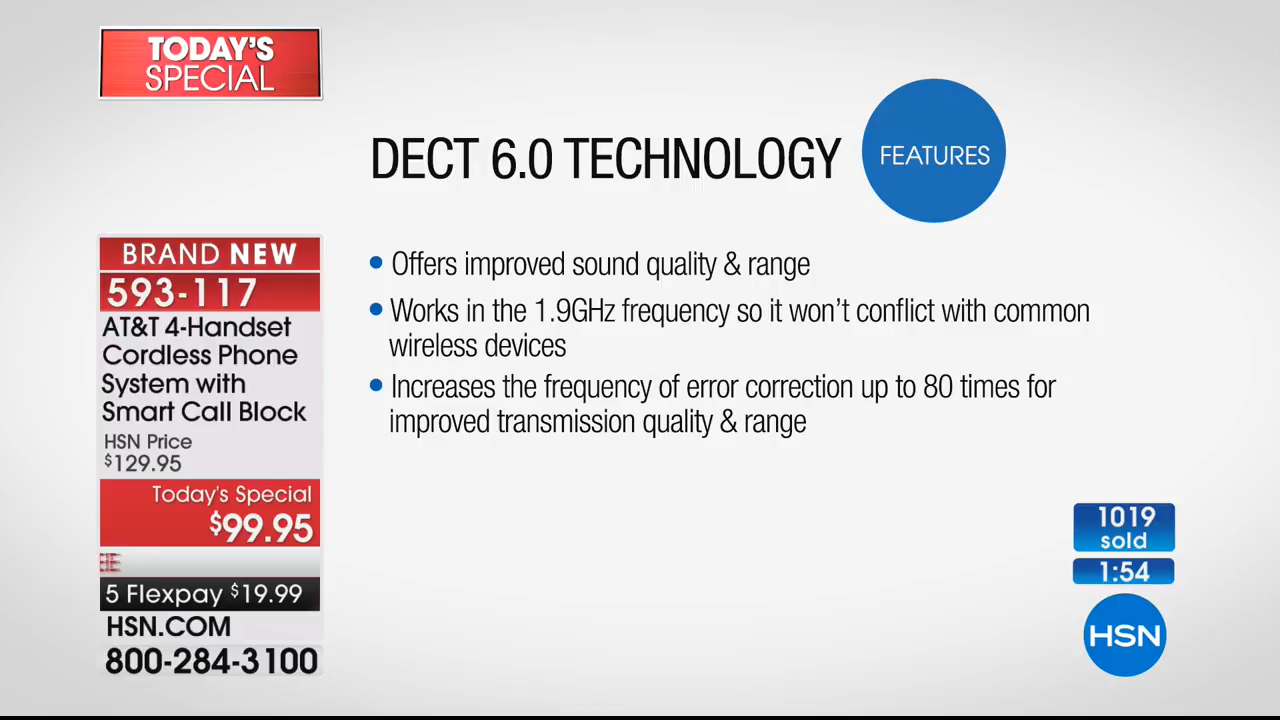 TODAY'S
SPECIAL
DECT 6.0 TECHNOLOGY
FEATURES
• Offers improved sound quality & range
• Works in the 1.9GHz frequency so it won't conflict with common
wireless devices
• Increases the frequency of error correction up to 80 times for
improved transmission quality & range
BRAND NEW
593-117
AT&T 4-Handset
Cordless Phone
System with
Smart Call Block
HSN Price
$129.95
Today's Special
$99.95
5 Flexpay $19.99
HSN.COM
800-284-3100
1019
sold
1:54
HSN